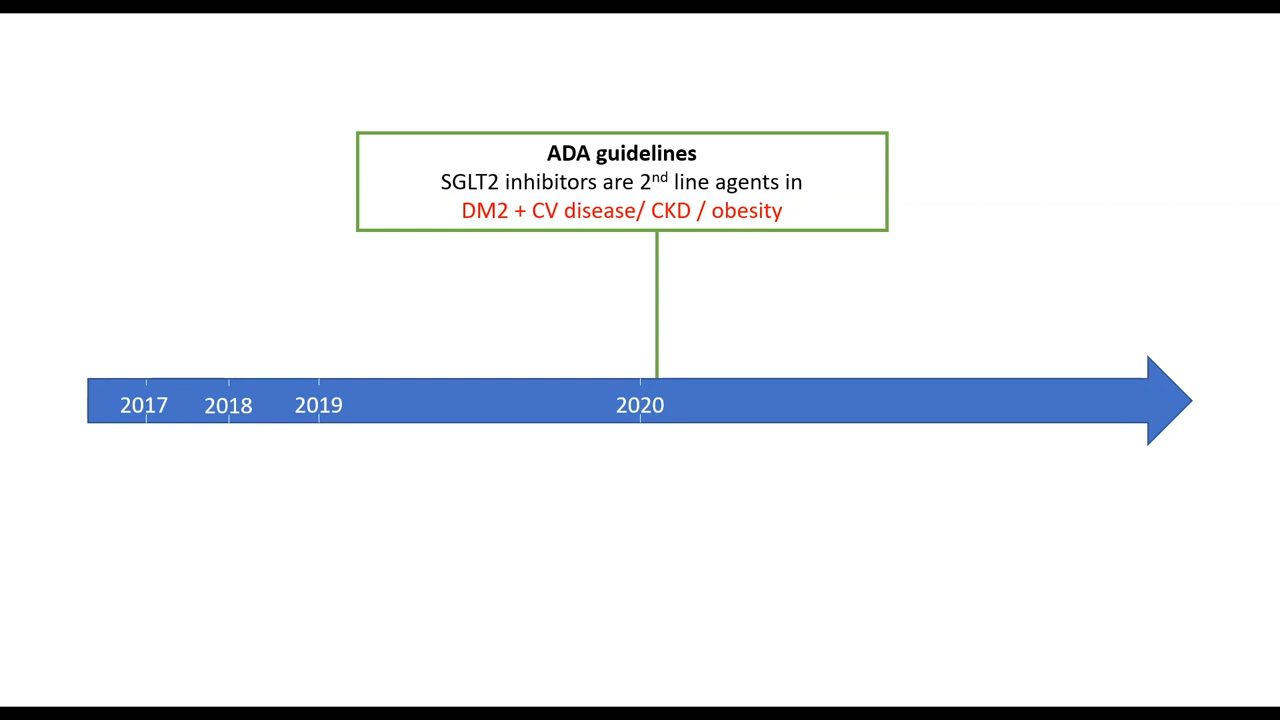 ADA guidelines
SGLT2 inhibitors are 2nd line agents in
DM2 + CV disease/ CKD / obesity
2017 2018 2019 2020